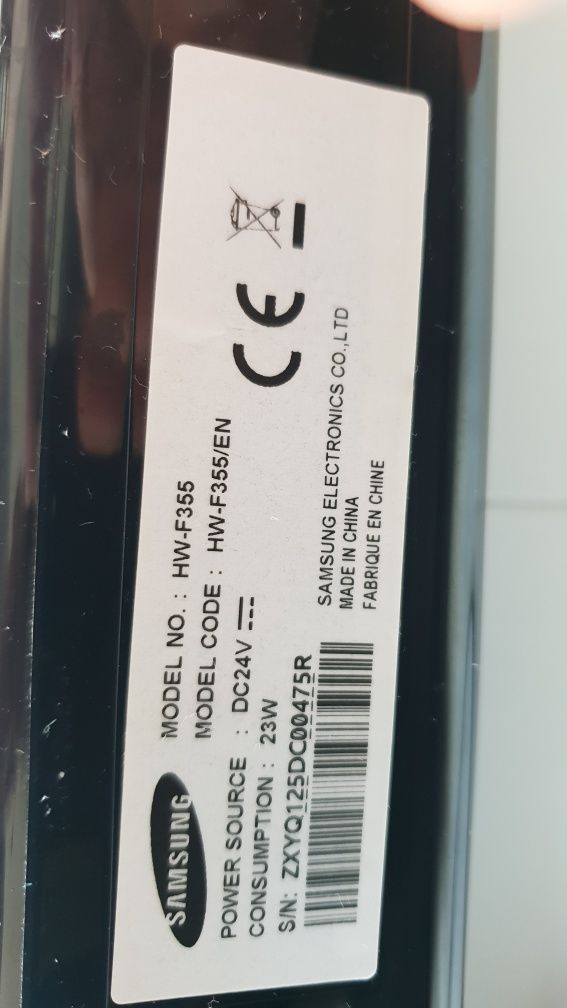 SAMSUNG
MODEL NO. : HW-F355
MODEL CODE : HW-F355/EN
POWER SOURCE : DC24V
CONSUMPTION : 23W
S/N: ZXYQ125DC00475R
CE
SAMSUNG ELECTRONICS CO.,LTD
MADE IN CHINA
FABRIQUE EN CHINE